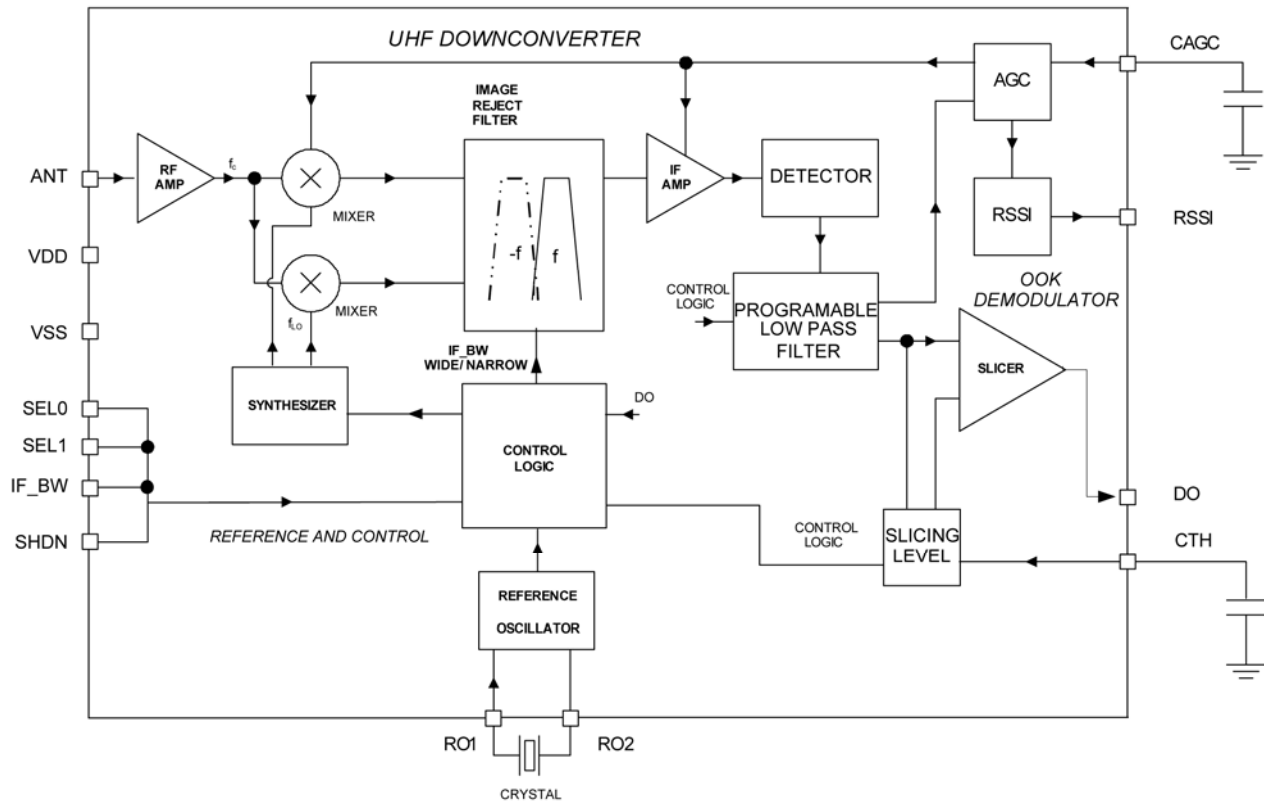 UHF DOWNCONVERTER
CAGC
AGC
IMAGE
REJECT
FILTER
ANT
RF
AMP
fc
MIXER
IF
AMP
DETECTOR
RSSI
RSSI
-f
f
VDD
MIXER
OOK
DEMODULATOR
CONTROL
LOGIC
PROGRAMABLE
LOW PASS
FILTER
VSS
fLO
IF_BW
WIDE/NARROW
SLICER
SEL0
SYNTHESIZER
DO
SEL1
CONTROL
LOGIC
IF_BW
DO
SHDN
REFERENCE AND CONTROL
CONTROL
LOGIC
SLICING
LEVEL
CTH
REFERENCE
OSCILLATOR
RO1
RO2
CRYSTAL